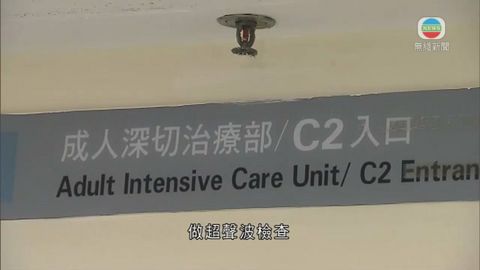 無綫新聞
成人深切治療部/C2入口
Adult Intensive Care Unit/ C2 Entran
做超聲波檢查